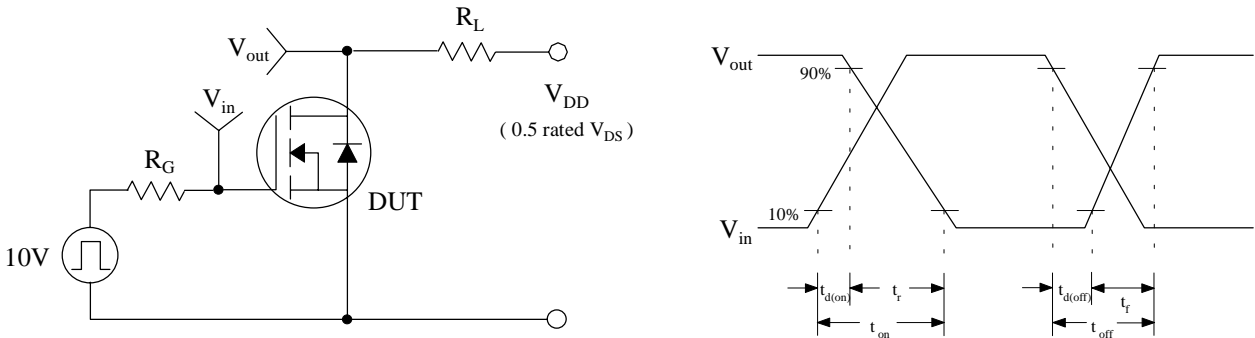 R_L
V_out
V_in
V_DD
( 0.5 rated V_DS )
R_G
DUT
10V
V_out
90%
10%
V_in
t_d(on) t_r t_d(off) t_f
t_on t_off